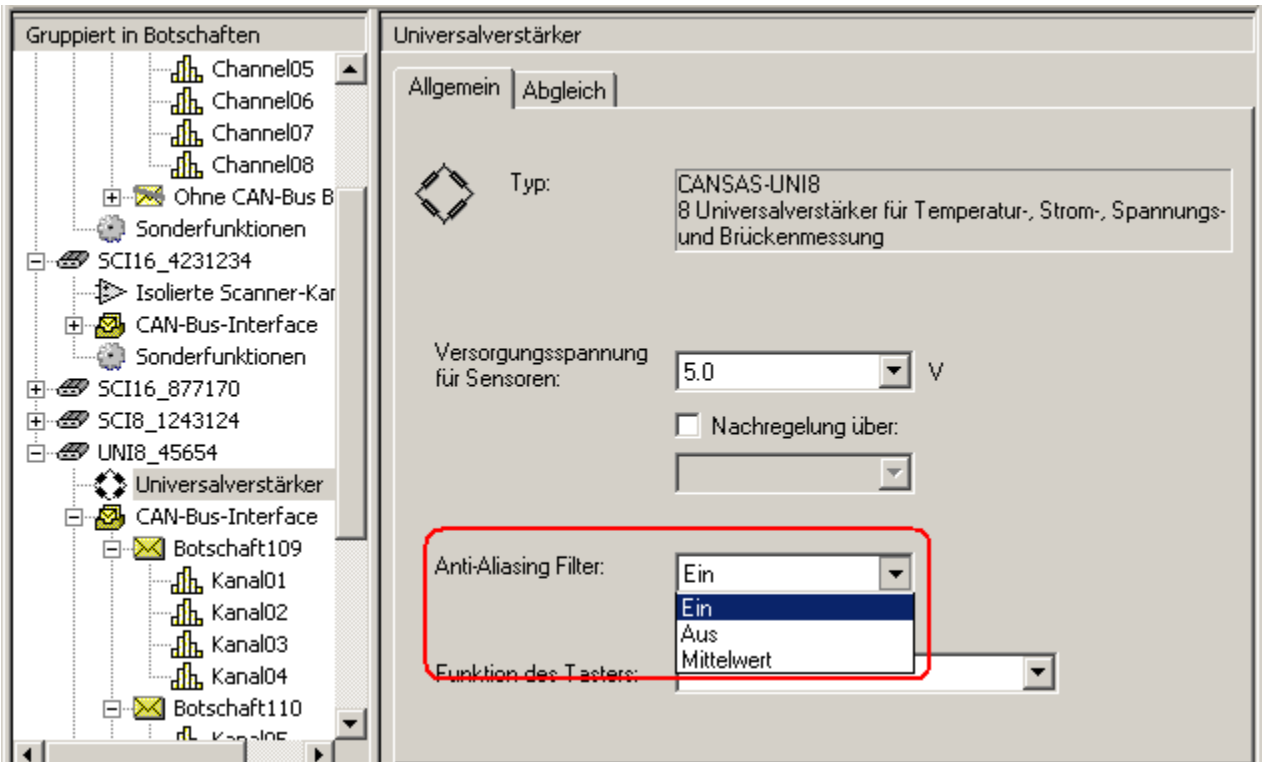 Gruppiert in Botschaften
Channel05
Channel06
Channel07
Channel08
Ohne CAN-Bus B
Sonderfunktionen
SCI16_4231234
Isolierte Scanner-Kar
CAN-Bus-Interface
Sonderfunktionen
SCI16_877170
SCI8_1243124
UNI8_45654
Universalverstärker
CAN-Bus-Interface
Botschaft109
Kanal01
Kanal02
Kanal03
Kanal04
Botschaft110
Kanal05
Universalverstärker
Allgemein Abgleich
Typ:
CANSAS-UNI8
8 Universalverstärker für Temperatur-, Strom-, Spannungs-
und Brückenmessung
Versorgungsspannung
für Sensoren:
5.0 V
Nachregelung über:
Anti-Aliasing Filter:
Ein
Ein
Aus
Mittelwert
Funktion des Tasters: